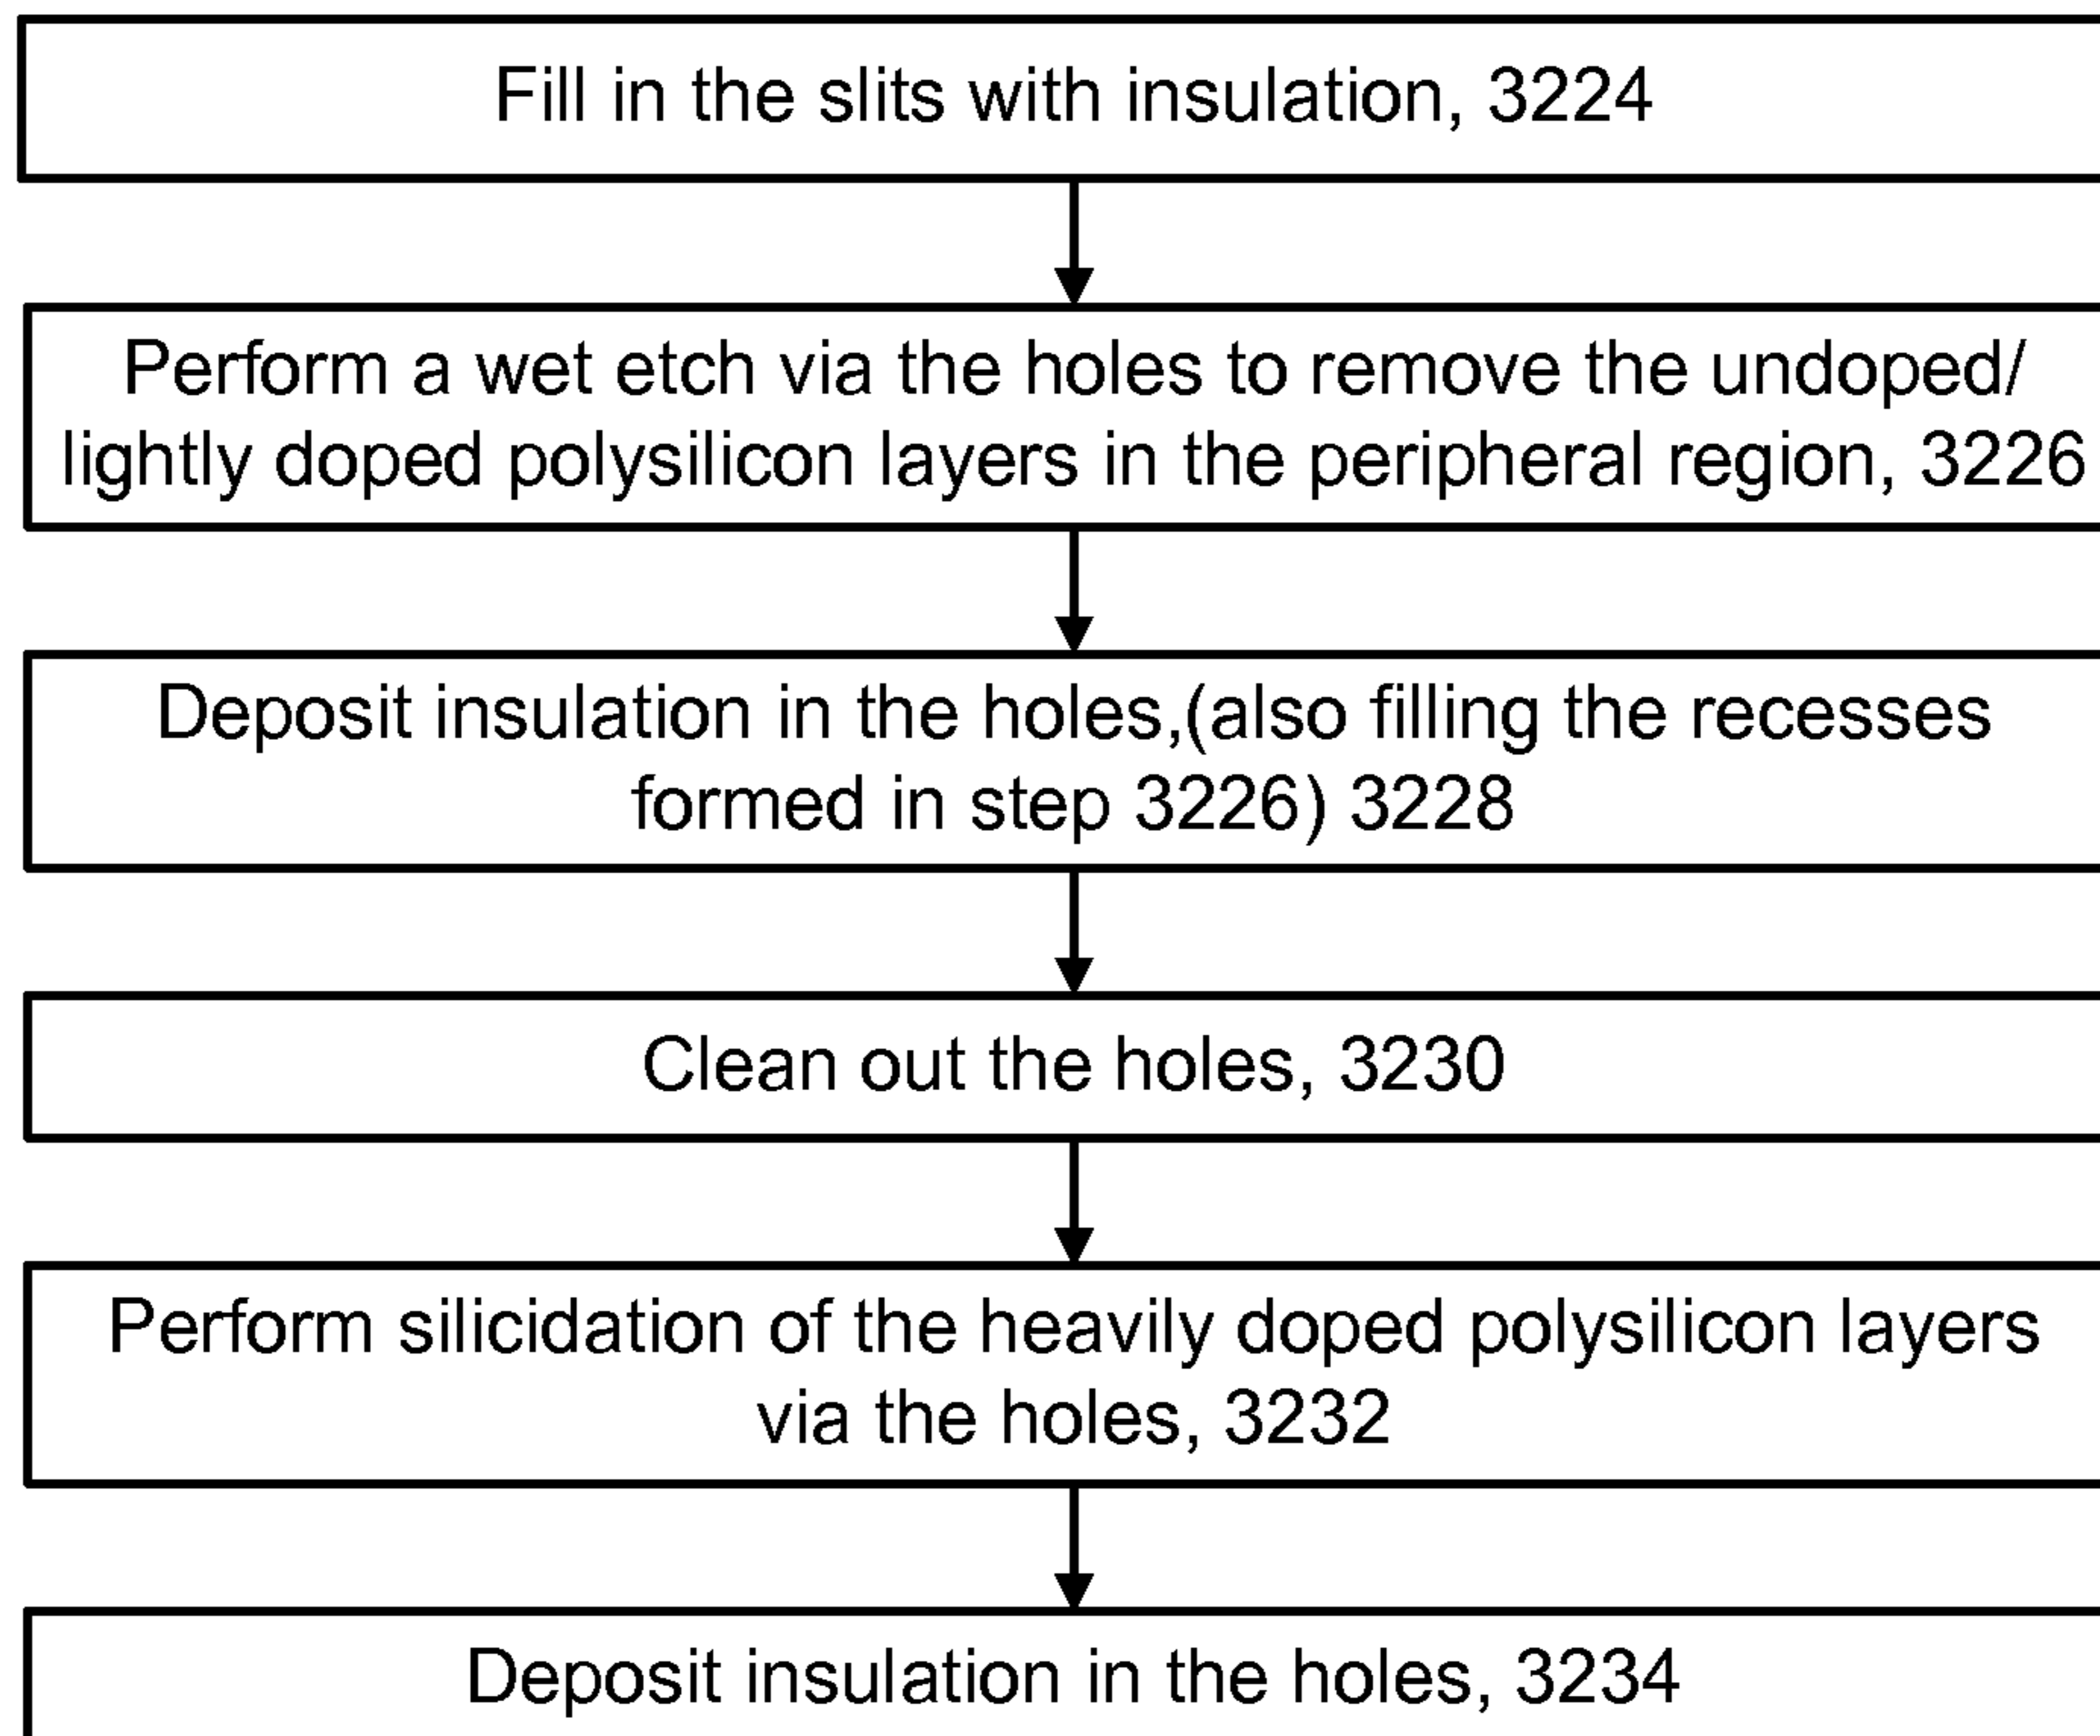 Fill in the slits with insulation, 3224
Perform a wet etch via the holes to remove the undoped/
lightly doped polysilicon layers in the peripheral region, 3226
Deposit insulation in the holes,(also filling the recesses
formed in step 3226) 3228
Clean out the holes, 3230
Perform silicidation of the heavily doped polysilicon layers
via the holes, 3232
Deposit insulation in the holes, 3234